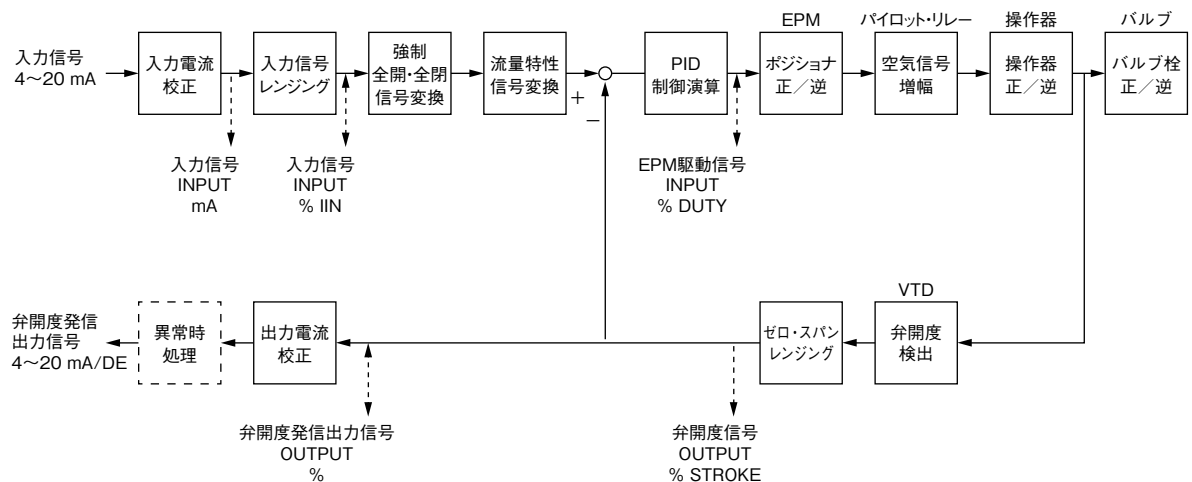 EPM
パイロット・リレー
操作器
バルブ
入力信号
4～20 mA
入力電流
校正
入力信号
レンジング
強制
全開・全閉
信号変換
流量特性
信号変換
+
−
PID
制御演算
ポジショナ
正／逆
空気信号
増幅
操作器
正／逆
バルブ栓
正／逆
入力信号
INPUT
mA
入力信号
INPUT
% IIN
EPM駆動信号
INPUT
% DUTY
VTD
弁開度発信
出力信号
4～20 mA/DE
異常時
処理
出力電流
校正
ゼロ・スパン
レンジング
弁開度
検出
弁開度発信出力信号
OUTPUT
%
弁開度信号
OUTPUT
% STROKE